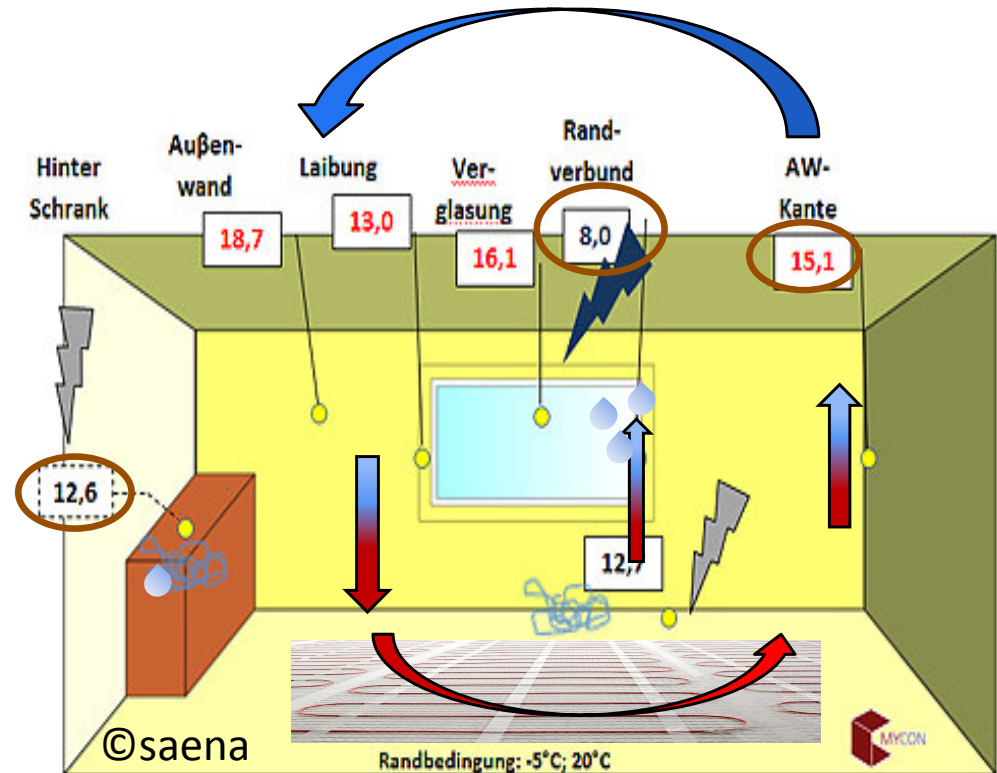 Hinter
Schrank
Außen-
wand
18,7
Laibung
13,0
Ver-
glasung
16,1
Rand-
verbund
8,0
AW-
Kante
15,1
12,6
12,7
©saena
Randbedingung: -5°C; 20°C
MYCON